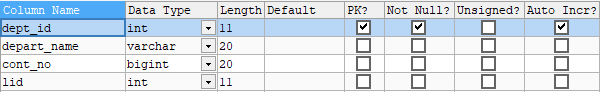 Column Name Data Type Length Default PK? Not Null? Unsigned? Auto Incr?
dept_id int 11
depart_name varchar 20
cont_no bigint 20
lid int 11